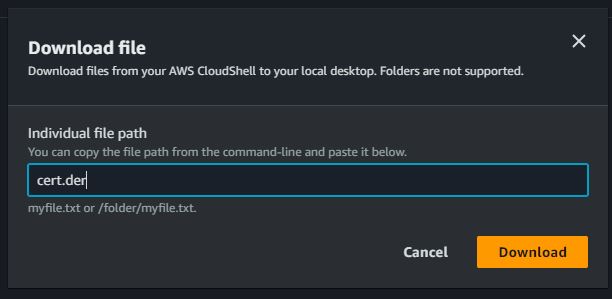 Download file
Download files from your AWS CloudShell to your local desktop. Folders are not supported.
Individual file path
You can copy the file path from the command-line and paste it below.
cert.der
myfile.txt or /folder/myfile.txt.
Cancel
Download